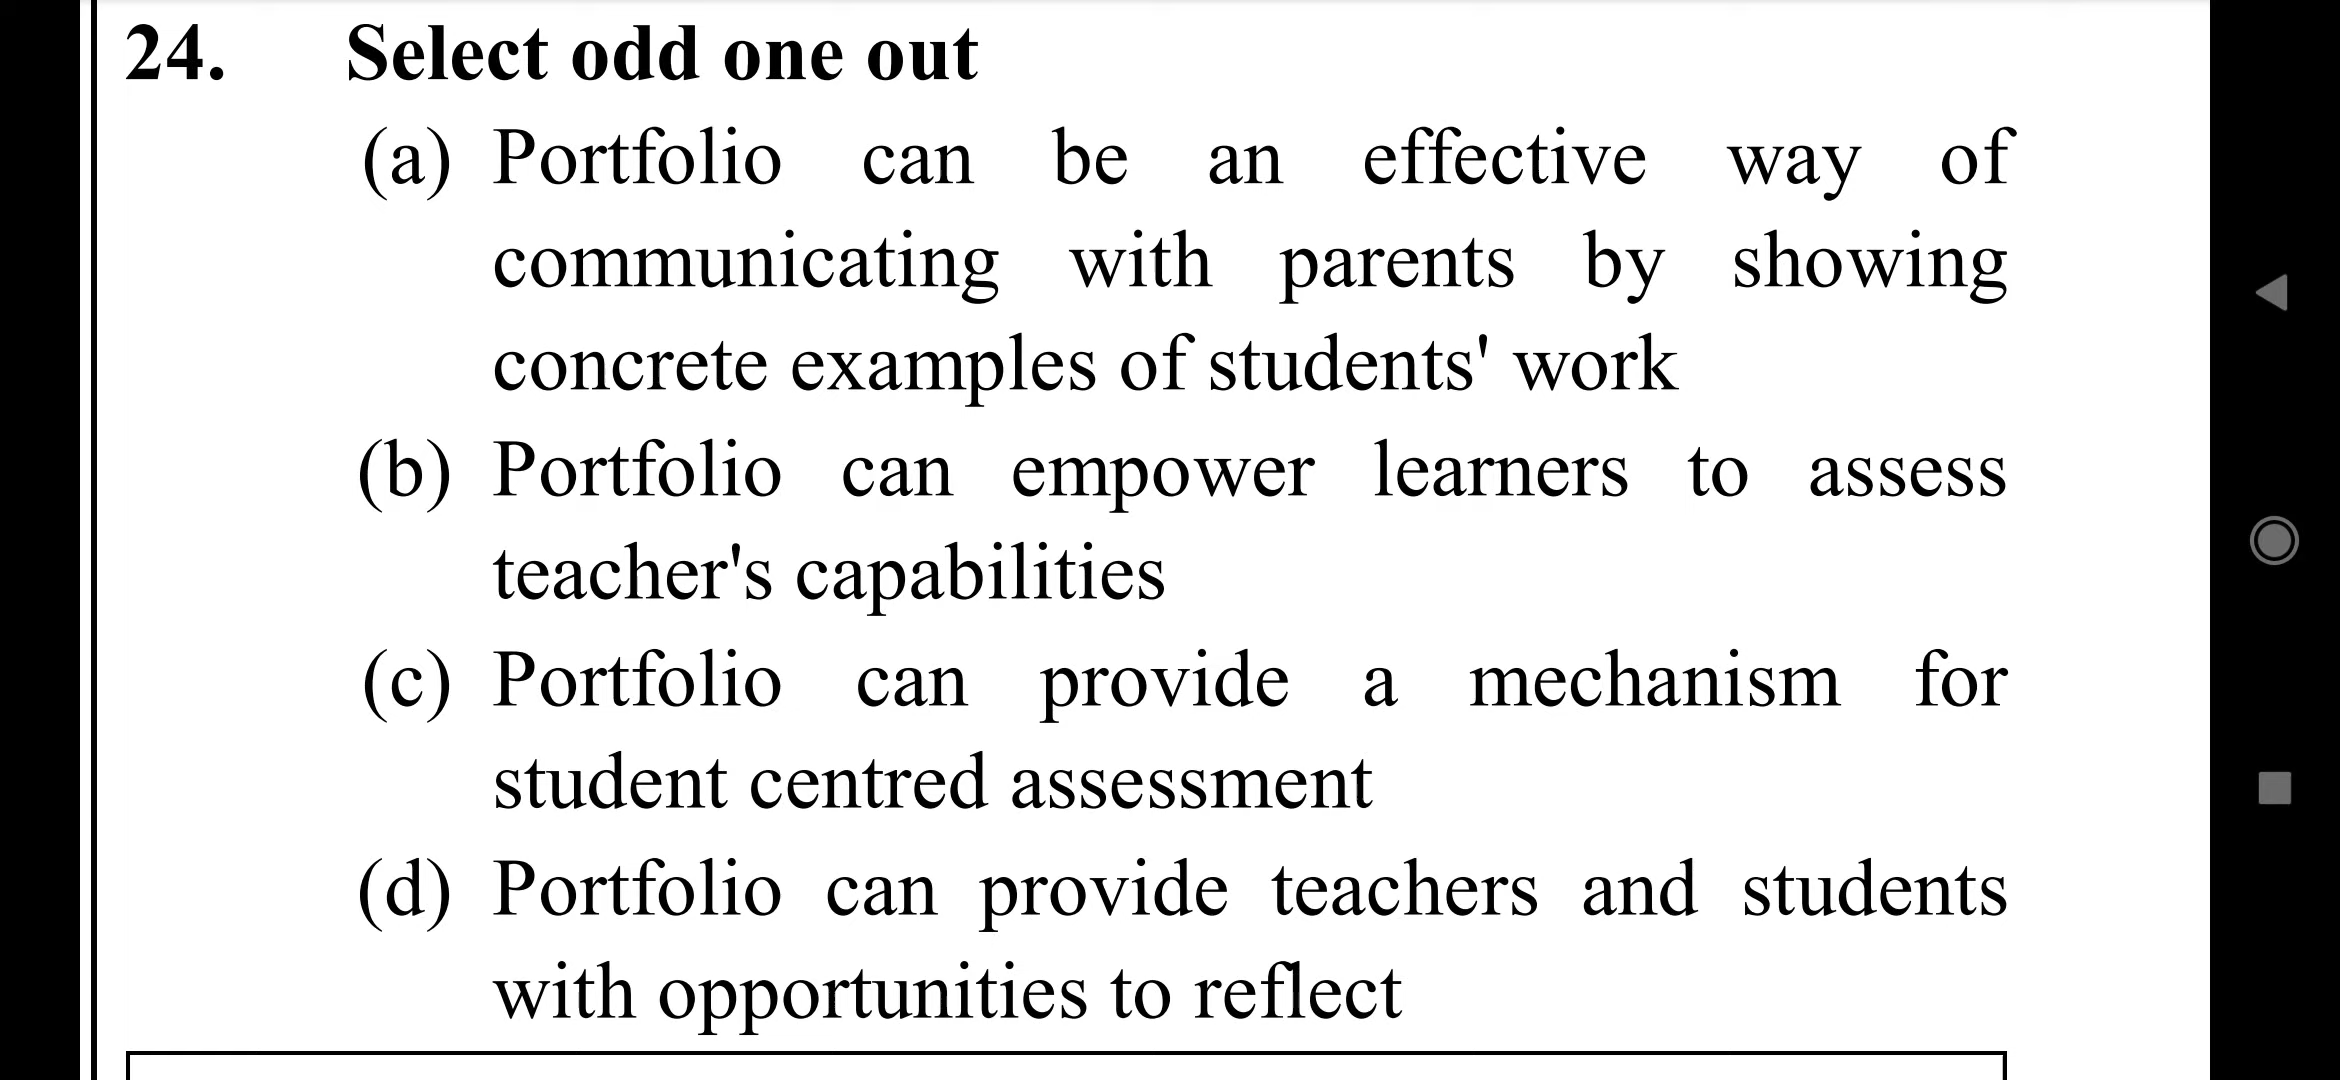 24. Select odd one out
(a) Portfolio can be an effective way of
communicating with parents by showing
concrete examples of students' work
(b) Portfolio can empower learners to assess
teacher's capabilities
(c) Portfolio can provide a mechanism for
student centred assessment
(d) Portfolio can provide teachers and students
with opportunities to reflect